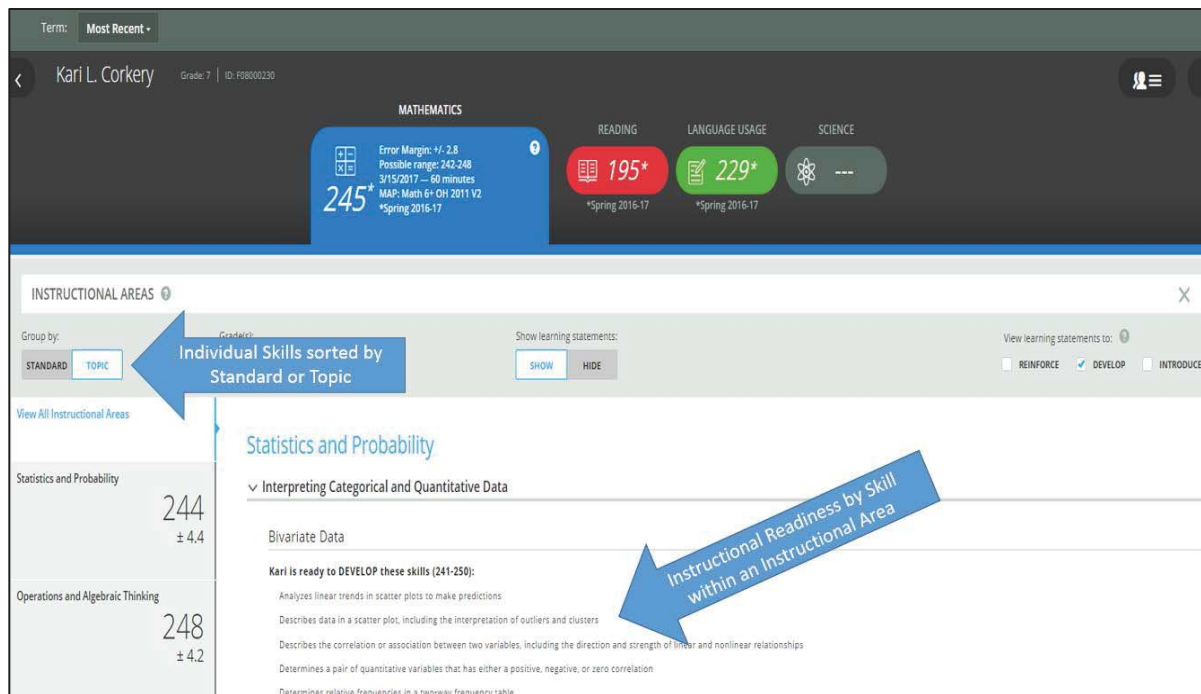 Term: Most Recent
Kari L. Corkery Grade: 7 | ID: F08000230
MATHEMATICS
Error Margin: +/- 2.8
Possible range: 242-248
3/15/2017 — 60 minutes
MAP: Math 6+ OH 2011 V2
*Spring 2016-17
245*
READING
195*
*Spring 2016-17
LANGUAGE USAGE
229*
*Spring 2016-17
SCIENCE
---
INSTRUCTIONAL AREAS ?
X
Group by:
STANDARD TOPIC
Grade(s):
Individual Skills sorted by
Standard or Topic
Show learning statements:
SHOW HIDE
View learning statements to: ?
REINFORCE DEVELOP INTRODUCE
View All Instructional Areas
Statistics and Probability
244
± 4.4
Operations and Algebraic Thinking
248
± 4.2
Statistics and Probability
Interpreting Categorical and Quantitative Data
Bivariate Data
Kari is ready to DEVELOP these skills (241-250):
Analyzes linear trends in scatter plots to make predictions
Describes data in a scatter plot, including the interpretation of outliers and clusters
Describes the correlation or association between two variables, including the direction and strength of linear and nonlinear relationships
Determines a pair of quantitative variables that has either a positive, negative, or zero correlation
Determines relative frequencies in a two-way frequency table
Instructional Readiness by Skill
within an Instructional Area